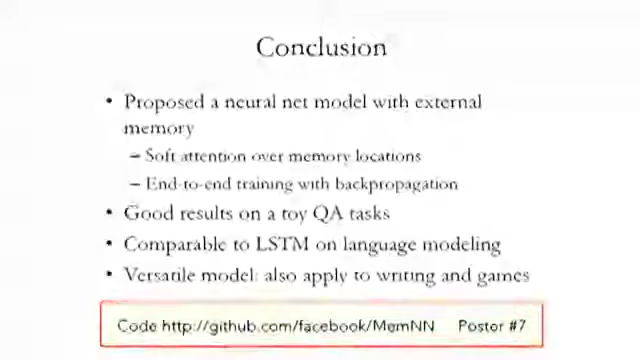 Conclusion
• Proposed a neural net model with external
memory
– Soft attention over memory locations
– End-to-end training with backpropagation
• Good results on a toy QA tasks
• Comparable to LSTM on language modeling
• Versatile model: also apply to writing and games
Code http://github.com/facebook/MemNN Poster #7